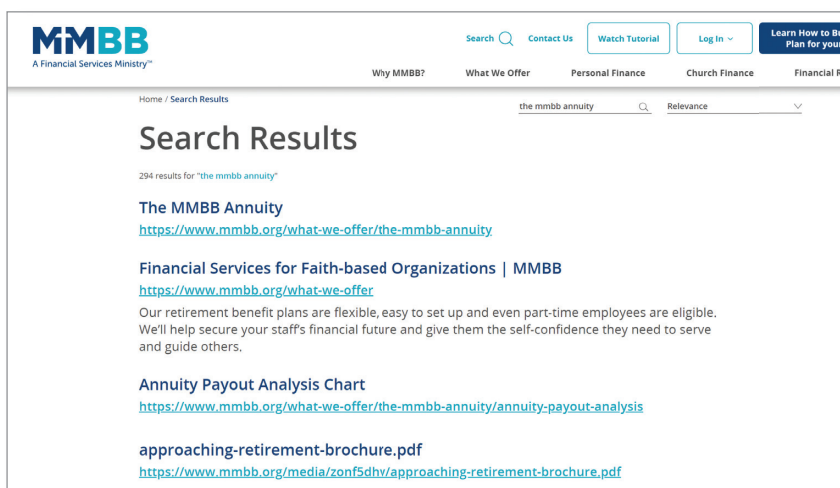 MMBB
A Financial Services Ministry™
Search Contact Us Watch Tutorial Log In
Learn How to
Plan for your
Why MMBB? What We Offer Personal Finance Church Finance Financial
Home / Search Results
the mmbb annuity Relevance
Search Results
294 results for "the mmbb annuity"
The MMBB Annuity
https://www.mmbb.org/what-we-offer/the-mmbb-annuity
Financial Services for Faith-based Organizations | MMBB
https://www.mmbb.org/what-we-offer
Our retirement benefit plans are flexible, easy to set up and even part-time employees are eligible.
We'll help secure your staff's financial future and give them the self-confidence they need to serve
and guide others.
Annuity Payout Analysis Chart
https://www.mmbb.org/what-we-offer/the-mmbb-annuity/annuity-payout-analysis
approaching-retirement-brochure.pdf
https://www.mmbb.org/media/zonf5dhv/approaching-retirement-brochure.pdf